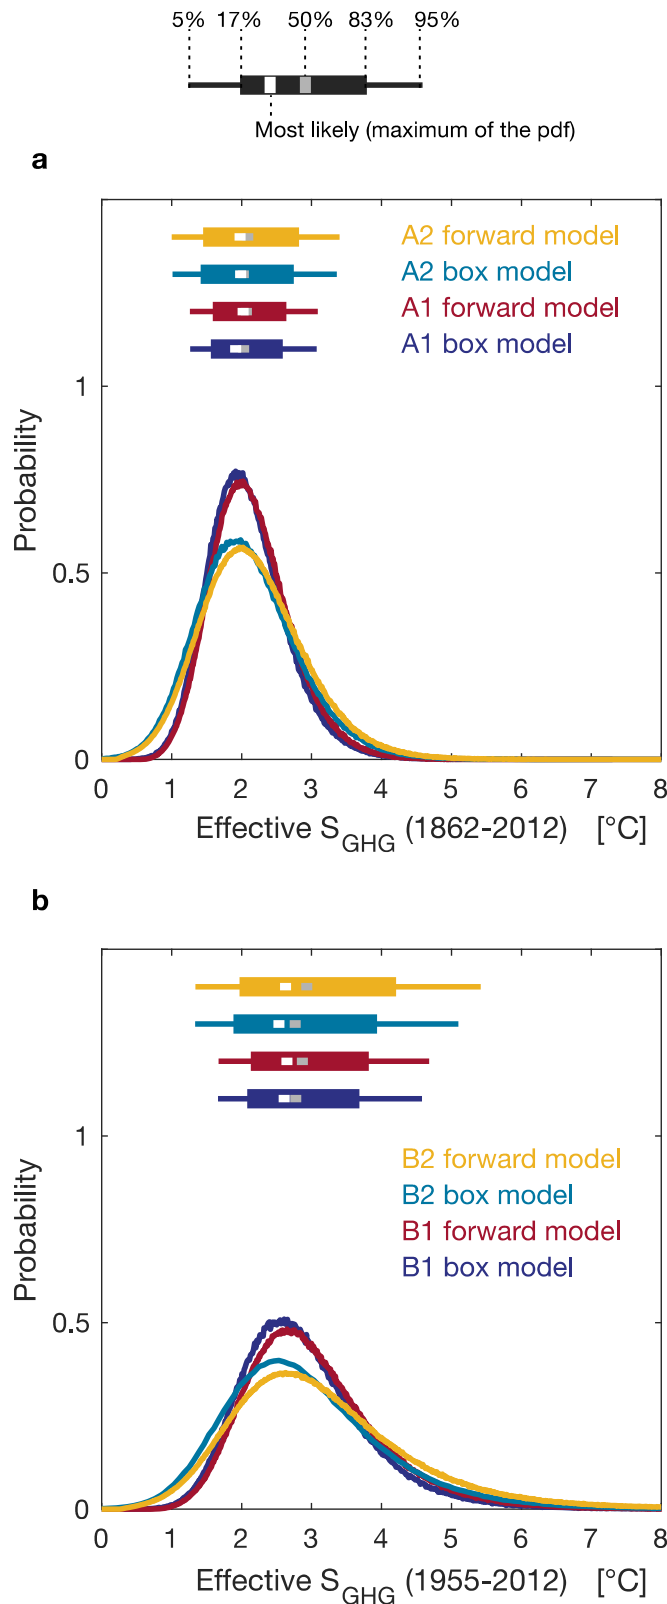 5% 17% 50% 83% 95%
Most likely (maximum of the pdf)
a
A2 forward model
A2 box model
A1 forward model
A1 box model
1
0.5
0
Probability
0 1 2 3 4 5 6 7 8
Effective S_GHG (1862-2012) [°C]
b
1
B2 forward model
B2 box model
B1 forward model
B1 box model
0.5
0
Probability
0 1 2 3 4 5 6 7 8
Effective S_GHG (1955-2012) [°C]